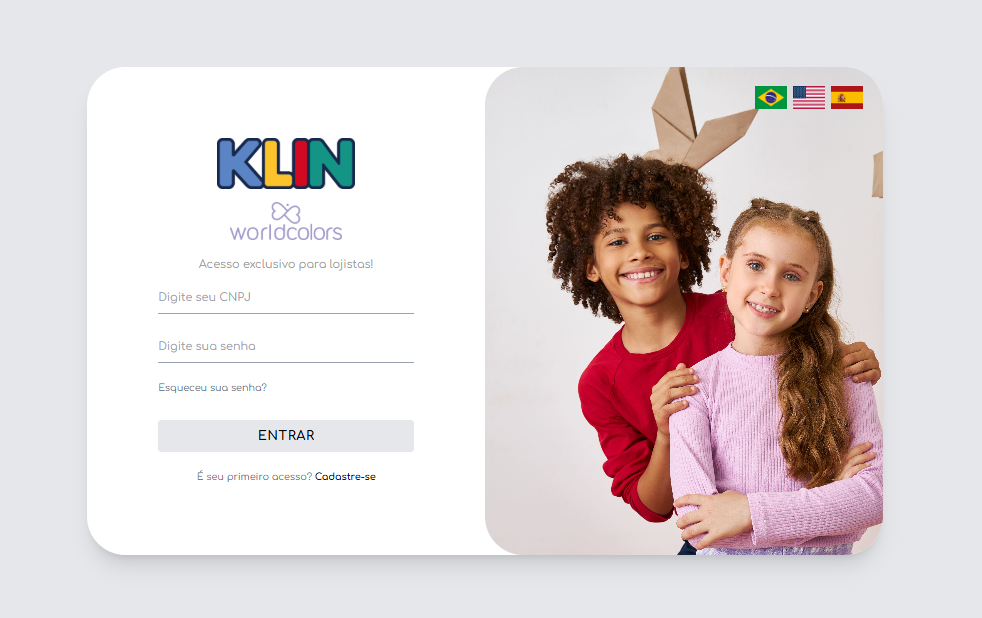 KLIN
worldcolors
Acesso exclusivo para lojistas!
Digite seu CNPJ
Digite sua senha
Esqueceu sua senha?
ENTRAR
É seu primeiro acesso? Cadastre-se